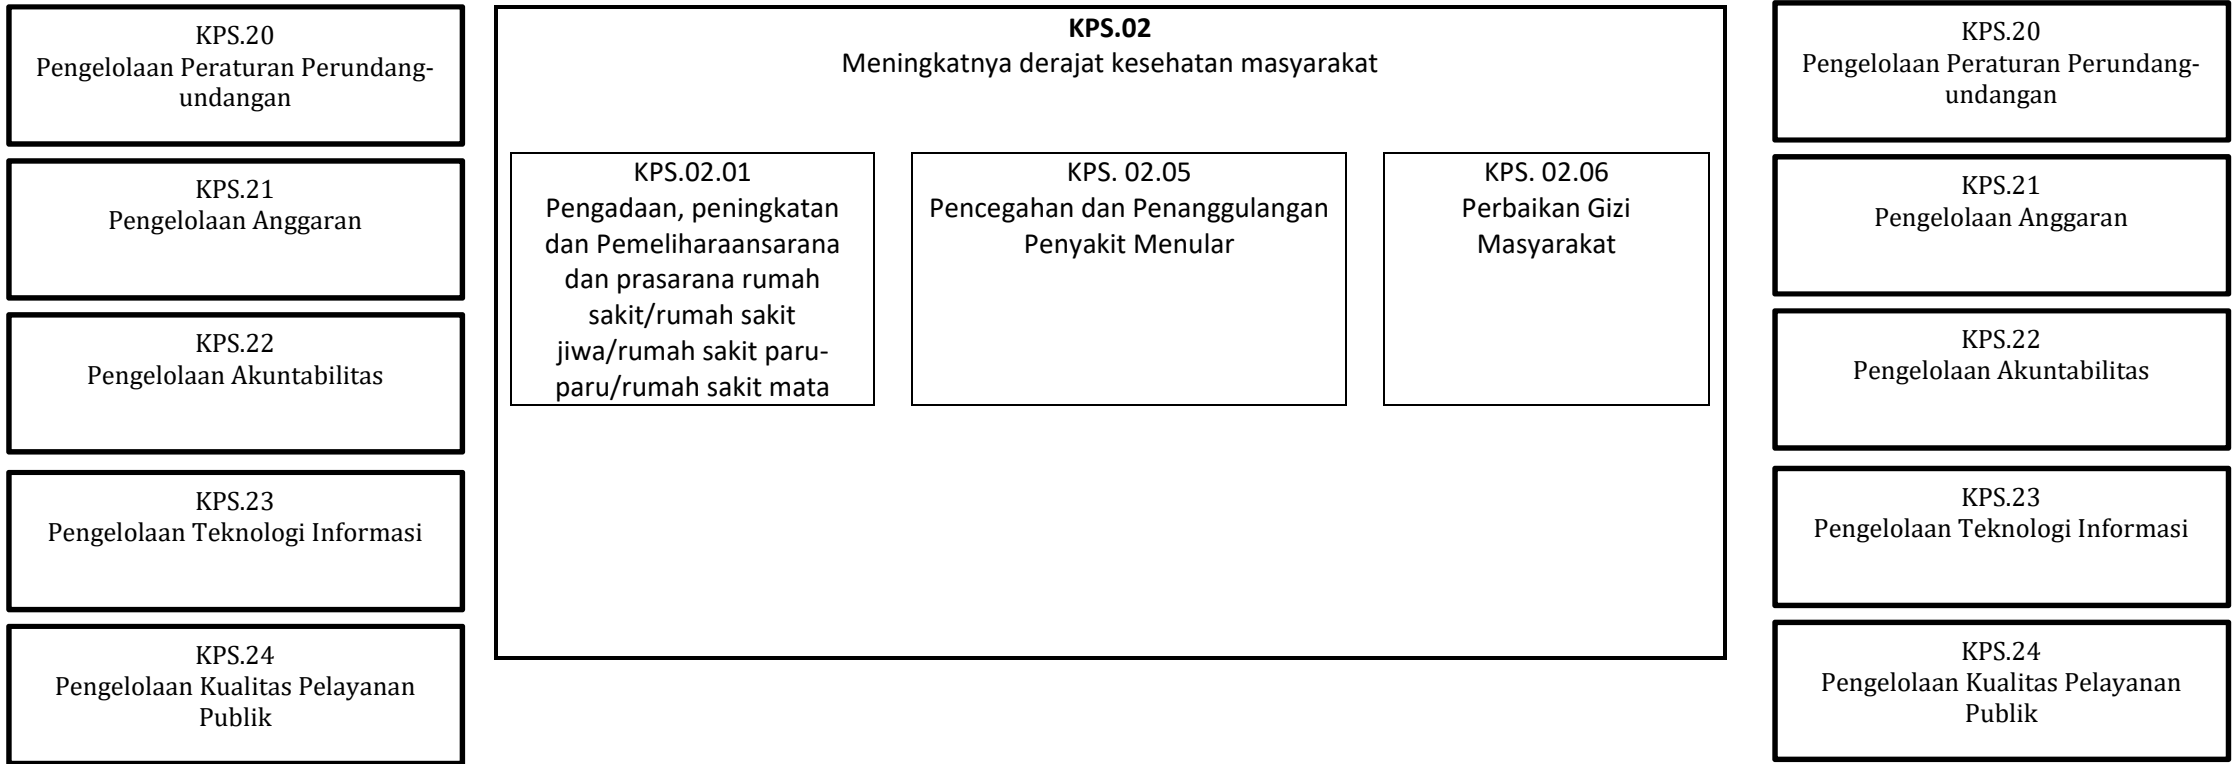 KPS.20
Pengelolaan Peraturan Perundang-
undangan
KPS.21
Pengelolaan Anggaran
KPS.22
Pengelolaan Akuntabilitas
KPS.23
Pengelolaan Teknologi Informasi
KPS.24
Pengelolaan Kualitas Pelayanan
Publik
KPS.02
Meningkatnya derajat kesehatan masyarakat
KPS.02.01
Pengadaan, peningkatan
dan Pemeliharaansarana
dan prasarana rumah
sakit/rumah sakit
jiwa/rumah sakit paru-
paru/rumah sakit mata
KPS. 02.05
Pencegahan dan Penanggulangan
Penyakit Menular
KPS. 02.06
Perbaikan Gizi
Masyarakat
KPS.20
Pengelolaan Peraturan Perundang-
undangan
KPS.21
Pengelolaan Anggaran
KPS.22
Pengelolaan Akuntabilitas
KPS.23
Pengelolaan Teknologi Informasi
KPS.24
Pengelolaan Kualitas Pelayanan
Publik